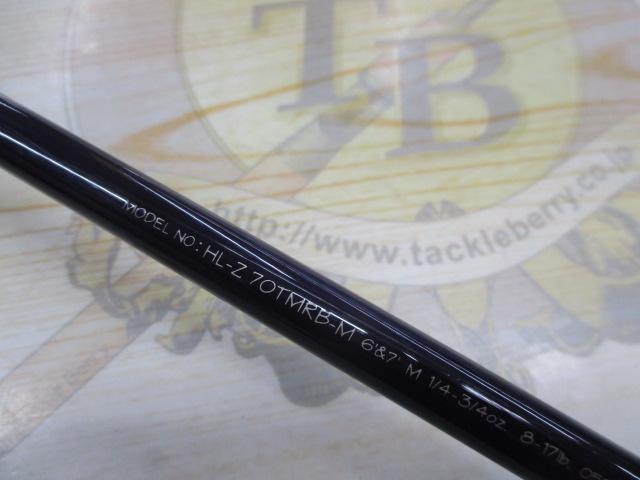 TB
http://www.tackleberry.co.jp
MODEL NO: HL-Z 70TMRB-M 6'&7' M 1/4-3/4oz. 8-17lb.